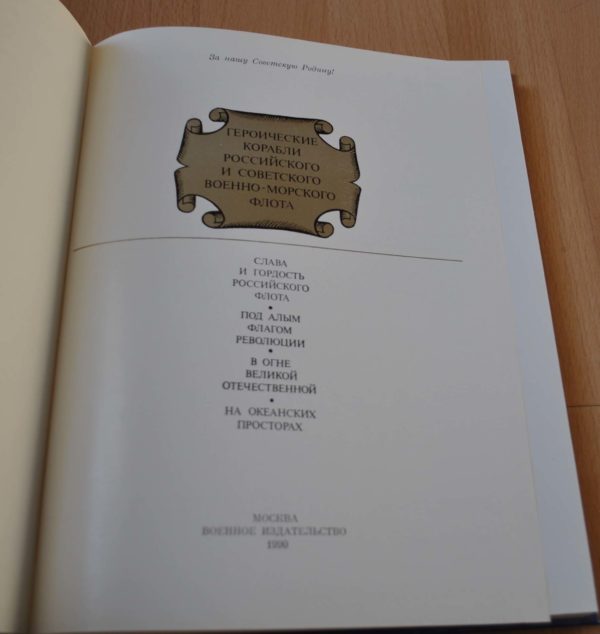 За нашу Советскую Родину!
ГЕРОИЧЕСКИЕ
КОРАБЛИ
РОССИЙСКОГО
И СОВЕТСКОГО
ВОЕННО-МОРСКОГО
ФЛОТА
СЛАВА
И ГОРДОСТЬ
РОССИЙСКОГО
ФЛОТА
•
ПОД АЛЫМ
ФЛАГОМ
РЕВОЛЮЦИИ
•
В ОГНЕ
ВЕЛИКОЙ
ОТЕЧЕСТВЕННОЙ
•
НА ОКЕАНСКИХ
ПРОСТОРАХ
МОСКВА
ВОЕННОЕ ИЗДАТЕЛЬСТВО
1990